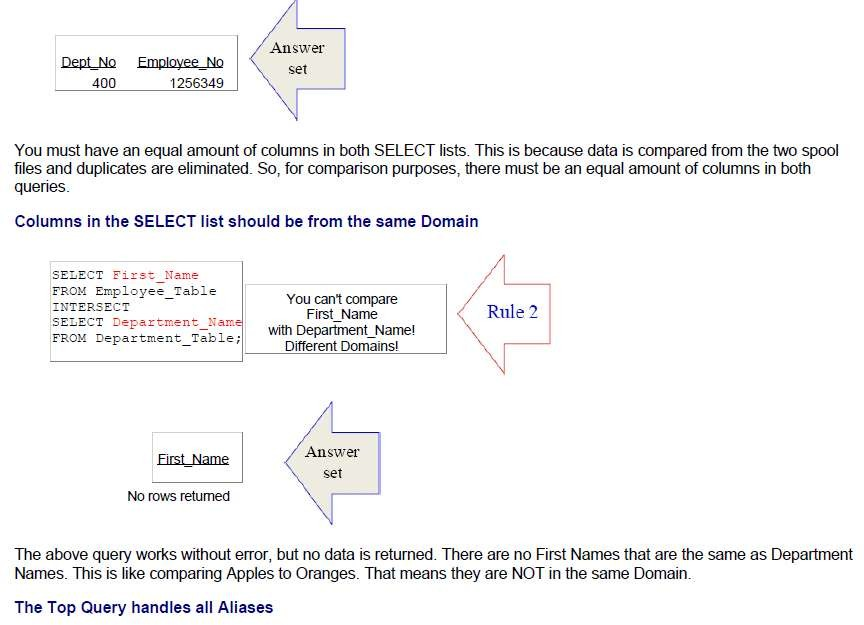 Dept_No Employee_No
400 1256349
Answer
set
You must have an equal amount of columns in both SELECT lists. This is because data is compared from the two spool
files and duplicates are eliminated. So, for comparison purposes, there must be an equal amount of columns in both
queries.
Columns in the SELECT list should be from the same Domain
SELECT First_Name
FROM Employee_Table
INTERSECT
SELECT Department_Name
FROM Department_Table;
You can't compare
First_Name
with Department_Name!
Different Domains!
Rule 2
First_Name
No rows returned
Answer
set
The above query works without error, but no data is returned. There are no First Names that are the same as Department
Names. This is like comparing Apples to Oranges. That means they are NOT in the same Domain.
The Top Query handles all Aliases